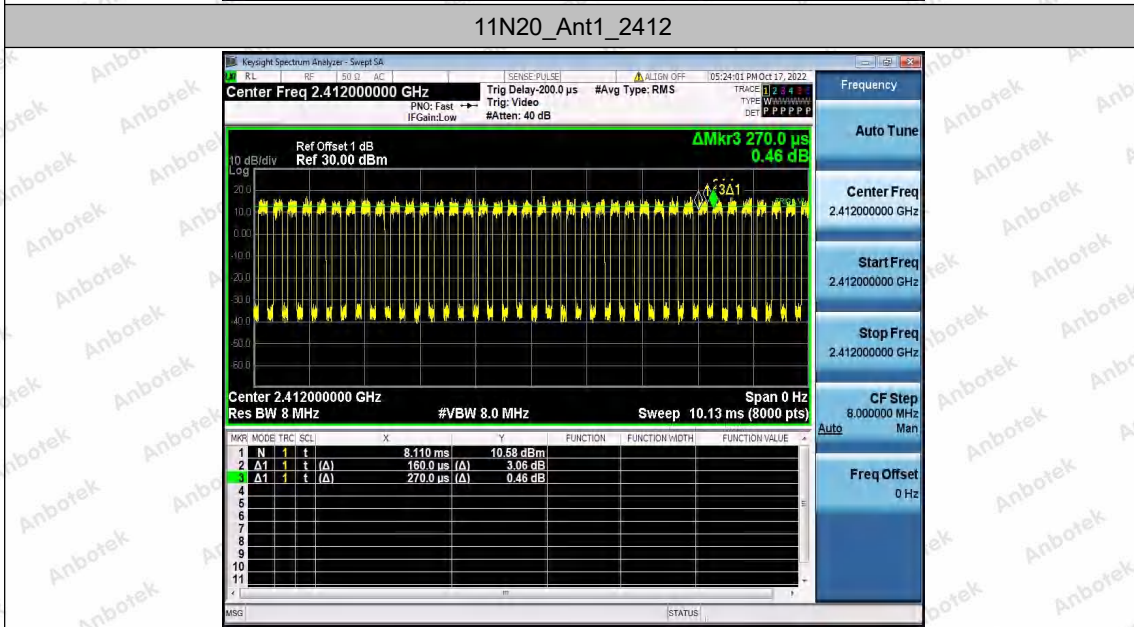 11N20_Ant1_2412
Keysight Spectrum Analyzer - Swept SA
RL RF 50 Ω AC SENSE:PULSE ALIGN OFF 05:24:01 PM Oct 17, 2022
Center Freq 2.412000000 GHz
PNO: Fast
IFGain:Low
Trig Delay-200.0 µs
Trig: Video
#Atten: 40 dB
#Avg Type: RMS
TRACE 1 2 3 4 5 6
TYPE WWWWWW
DET P P P P P P
Frequency
Ref Offset 1 dB
Ref 30.00 dBm
10 dB/div
Log
ΔMkr3 270.0 µs
0.46 dB
20.0
10.0
0.00
-10.0
-20.0
-30.0
-40.0
-50.0
-60.0
3Δ1
Center 2.412000000 GHz
Res BW 8 MHz
#VBW 8.0 MHz
Span 0 Hz
Sweep 10.13 ms (8000 pts)
MKR MODE TRC SCL X Y FUNCTION FUNCTION WIDTH FUNCTION VALUE
1 N 1 t 8.110 ms 10.58 dBm
2 Δ1 1 t (Δ) 160.0 µs (Δ) 3.06 dB
3 Δ1 1 t (Δ) 270.0 µs (Δ) 0.46 dB
4
5
6
7
8
9
10
11
MSG
STATUS
Auto Tune
Center Freq
2.412000000 GHz
Start Freq
2.412000000 GHz
Stop Freq
2.412000000 GHz
CF Step
8.000000 MHz
Auto Man
Freq Offset
0 Hz
Anbotek